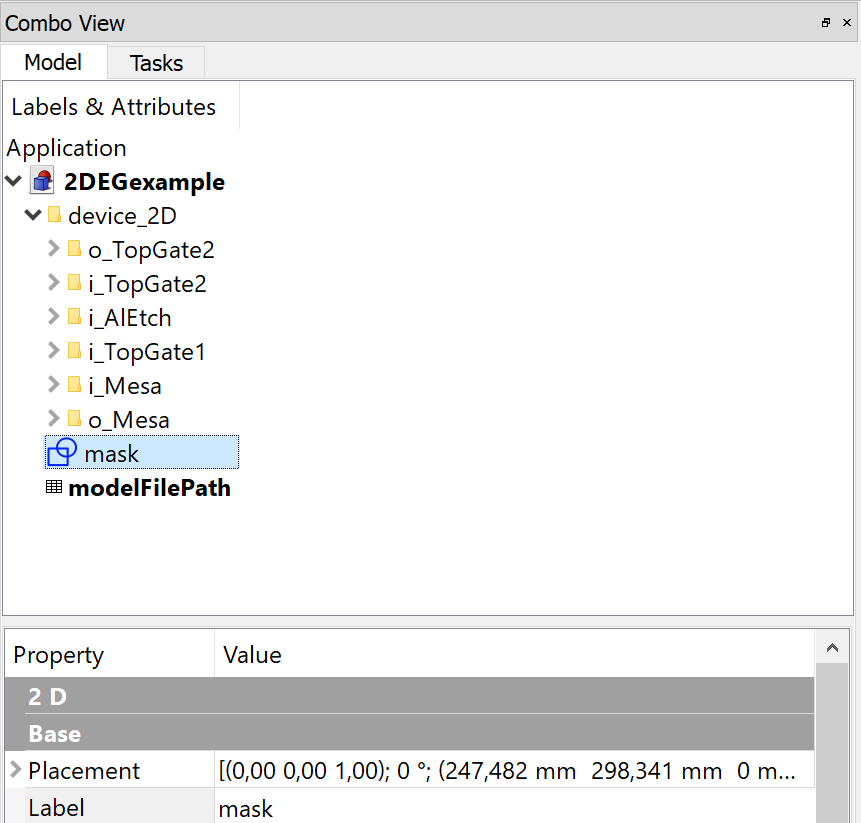 Combo View
Model Tasks
Labels & Attributes
Application
2DEGexample
device_2D
o_TopGate2
i_TopGate2
i_AlEtch
i_TopGate1
i_Mesa
o_Mesa
mask
modelFilePath
Property Value
2 D
Base
Placement [(0,00 0,00 1,00); 0 °; (247,482 mm 298,341 mm 0 m...
Label mask